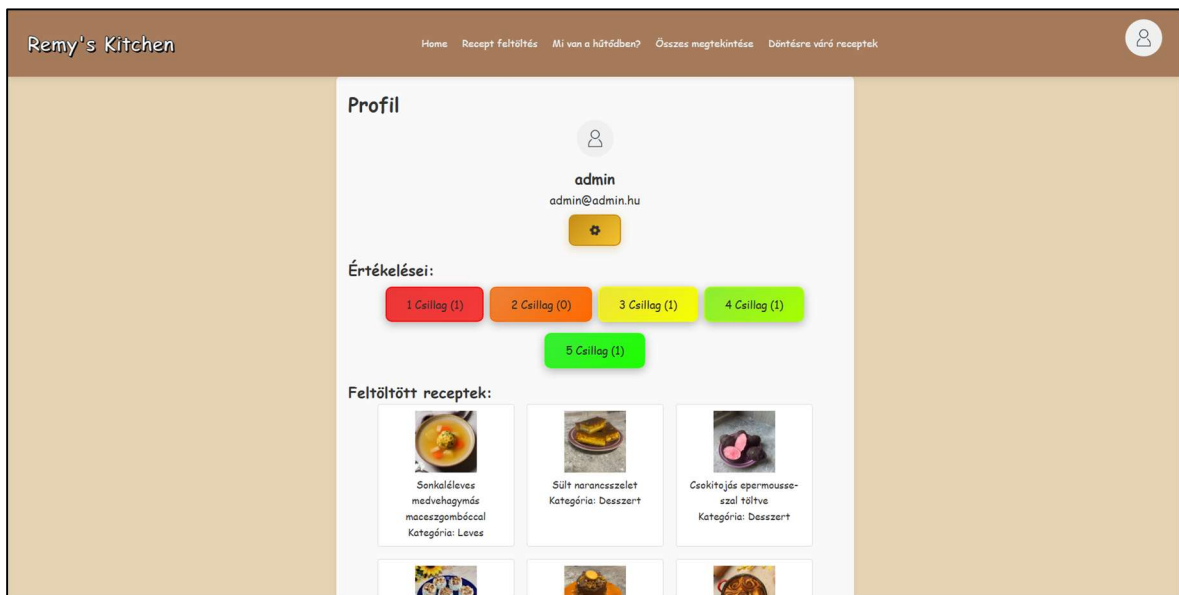 Remy's Kitchen
Home Recept feltöltés Mi van a hűtődben? Összes megtekintése Döntésre váró receptek
Profil
admin
admin@admin.hu
Értékelései:
1 Csillag (1) 2 Csillag (0) 3 Csillag (1) 4 Csillag (1)
5 Csillag (1)
Feltöltött receptek:
Sonkaléleves
medvehagymás
maceszgombóccal
Kategória: Leves
Sült narancsszelet
Kategória: Desszert
Csokitojás epermousse-
szal töltve
Kategória: Desszert